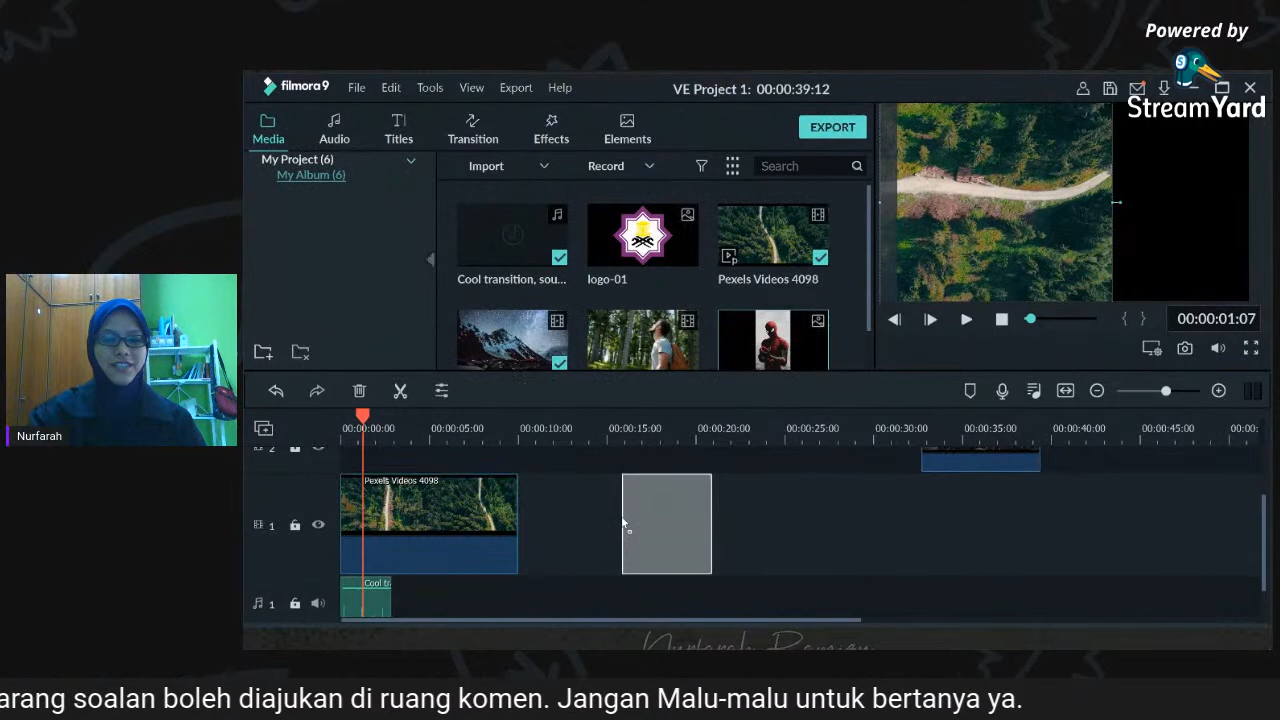 Powered by
StreamYard
filmora9
File Edit Tools View Export Help
VE Project 1: 00:00:39:12
Media Audio Titles Transition Effects Elements
EXPORT
My Project (6)
My Album (6)
Import Record Search
Cool transition, sou...
logo-01
Pexels Videos 4098
00:00:01:07
Nurfarah
00:00:00:00 00:00:05:00 00:00:10:00 00:00:15:00 00:00:20:00 00:00:25:00 00:00:30:00 00:00:35:00 00:00:40:00 00:00:45:00 00:00:
2
Pexels Videos 4098
1
Cool tr
1
arang soalan boleh diajukan di ruang komen. Jangan Malu-malu untuk bertanya ya.